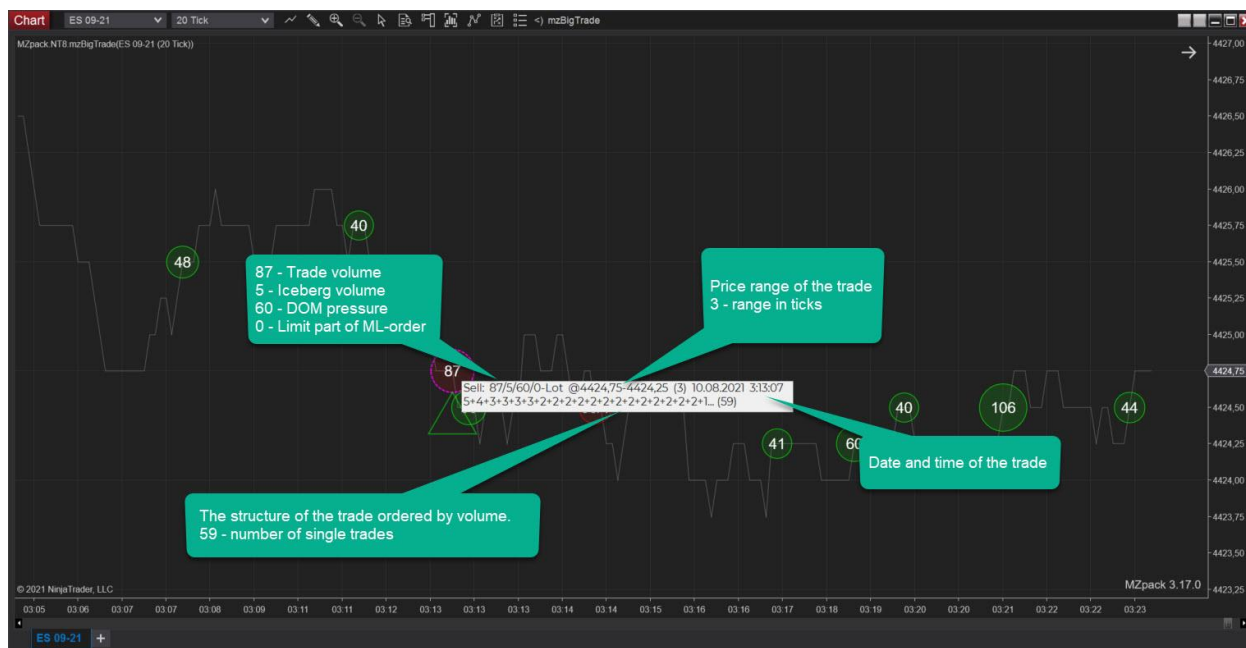 Chart ES 09-21 20 Tick <) mzBigTrade
MZpack.NT8.mzBigTrade(ES 09-21 (20 Tick))
4427,00
4426,75
4426,50
4426,25
4426,00
40
4425,75
48
4425,50
87 - Trade volume
5 - Iceberg volume
60 - DOM pressure
0 - Limit part of ML-order
Price range of the trade
3 - range in ticks
4425,25
4425,00
87
4424,75
Sell: 87/5/60/0-Lot @4424,75-4424,25 (3) 10.08.2021 3:13:07
5+4+3+3+3+3+2+2+2+2+2+2+2+2+2+2+2+2+2+1... (59)
40
106
44
4424,50
41
60
4424,25
Date and time of the trade
4424,00
The structure of the trade ordered by volume.
59 - number of single trades
4423,75
4423,50
© 2021 NinjaTrader, LLC
MZpack 3.17.0
4423,25
03:05 03:06 03:07 03:07 03:08 03:09 03:11 03:11 03:12 03:13 03:13 03:13 03:14 03:14 03:15 03:16 03:17 03:18 03:19 03:20 03:20 03:21 03:22 03:22 03:23
ES 09-21 +